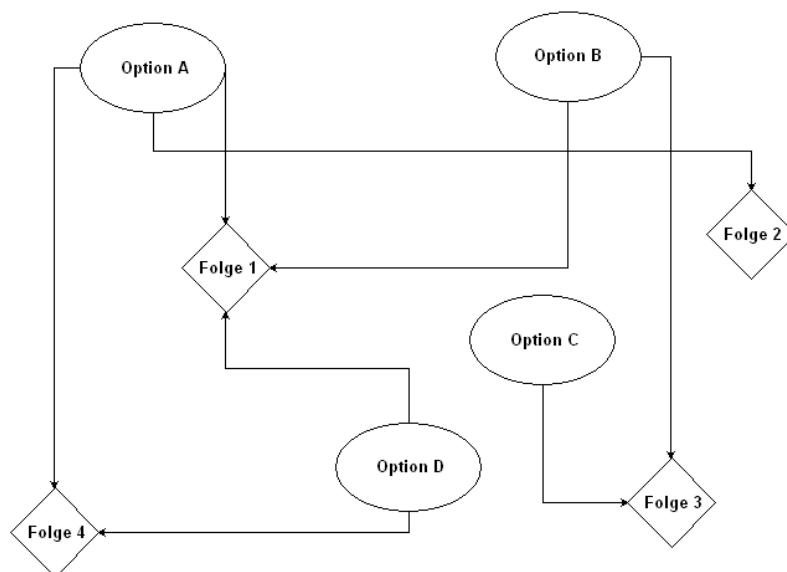 Option A
Option B
Folge 2
Folge 1
Option C
Option D
Folge 3
Folge 4